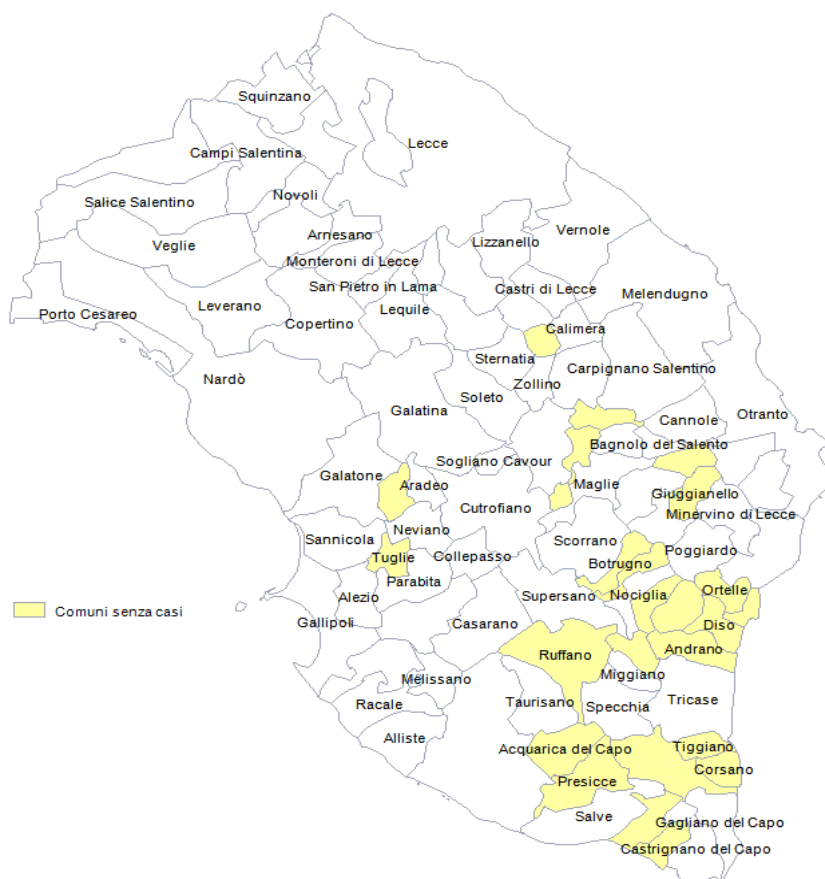 Squinzano
Lecce
Campi Salentina
Novoli
Salice Salentino
Vernole
Arnesano
Lizzanello
Veglie
Monteroni di Lecce
San Pietro in Lama
Castri di Lecce
Melendugno
Leverano
Lequile
Porto Cesareo
Copertino
Calimera
Sternatia
Carpignano Salentino
Nardò
Zollino
Soleto
Galatina
Otranto
Cannole
Bagnolo del Salento
Sogliano Cavour
Galatone
Aradeo
Maglie
Giuggianello
Cutrofiano
Minervino di Lecce
Neviano
Sannicola
Scorrano
Poggiardo
Tuglie
Collepasso
Botrugno
Parabita
Ortelle
Alezio
Supersano
Nociglia
Comuni senza casi
Gallipoli
Casarano
Diso
Andrano
Ruffano
Miggiano
Melissano
Tricase
Racale
Taurisano
Specchia
Alliste
Acquarica del Capo
Tiggiano
Corsano
Presicce
Salve
Gagliano del Capo
Castrignano del Capo